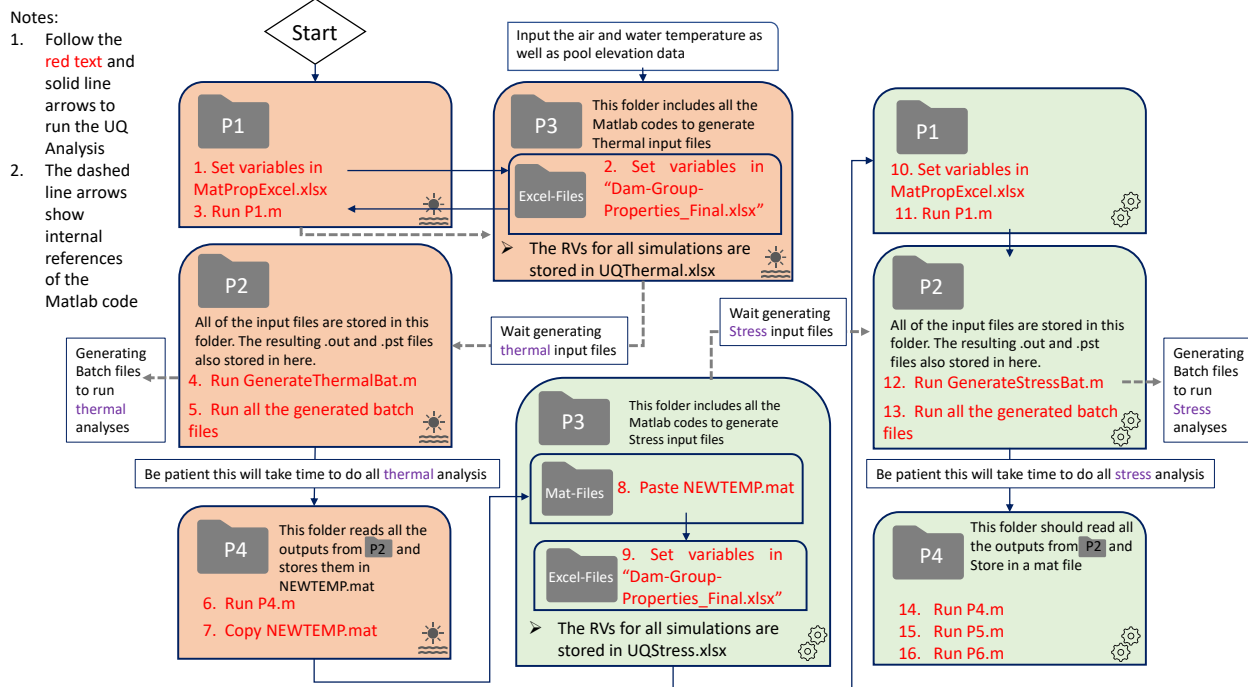 Notes:
1. Follow the
red text and
solid line
arrows to
run the UQ
Analysis
2. The dashed
line arrows
show
internal
references
of the
Matlab code
Start
Input the air and water temperature as
well as pool elevation data
P1
1. Set variables in
MatPropExcel.xlsx
3. Run P1.m
P3
This folder includes all the
Matlab codes to generate
Thermal input files
Excel-Files
2. Set variables in
“Dam-Group-
Properties_Final.xlsx”
➢ The RVs for all simulations are
stored in UQThermal.xlsx
P2
All of the input files are stored in this
folder. The resulting .out and .pst files
also stored in here.
4. Run GenerateThermalBat.m
5. Run all the generated batch
files
Wait generating
thermal input files
Generating
Batch files
to run
thermal
analyses
Be patient this will take time to do all thermal analysis
P4
This folder reads all the
outputs from P2 and
stores them in
NEWTEMP.mat
6. Run P4.m
7. Copy NEWTEMP.mat
P3
This folder includes all the
Matlab codes to generate
Stress input files
Mat-Files
8. Paste NEWTEMP.mat
Excel-Files
9. Set variables in
“Dam-Group-
Properties_Final.xlsx”
➢ The RVs for all simulations are
stored in UQStress.xlsx
Wait generating
Stress input files
P1
10. Set variables in
MatPropExcel.xlsx
11. Run P1.m
P2
All of the input files are stored in this
folder. The resulting .out and .pst
files also stored in here.
12. Run GenerateStressBat.m
13. Run all the generated batch
files
Generating
Batch files
to run
Stress
analyses
Be patient this will take time to do all stress analysis
P4
This folder should read all
the outputs from P2 and
Store in a mat file
14. Run P4.m
15. Run P5.m
16. Run P6.m